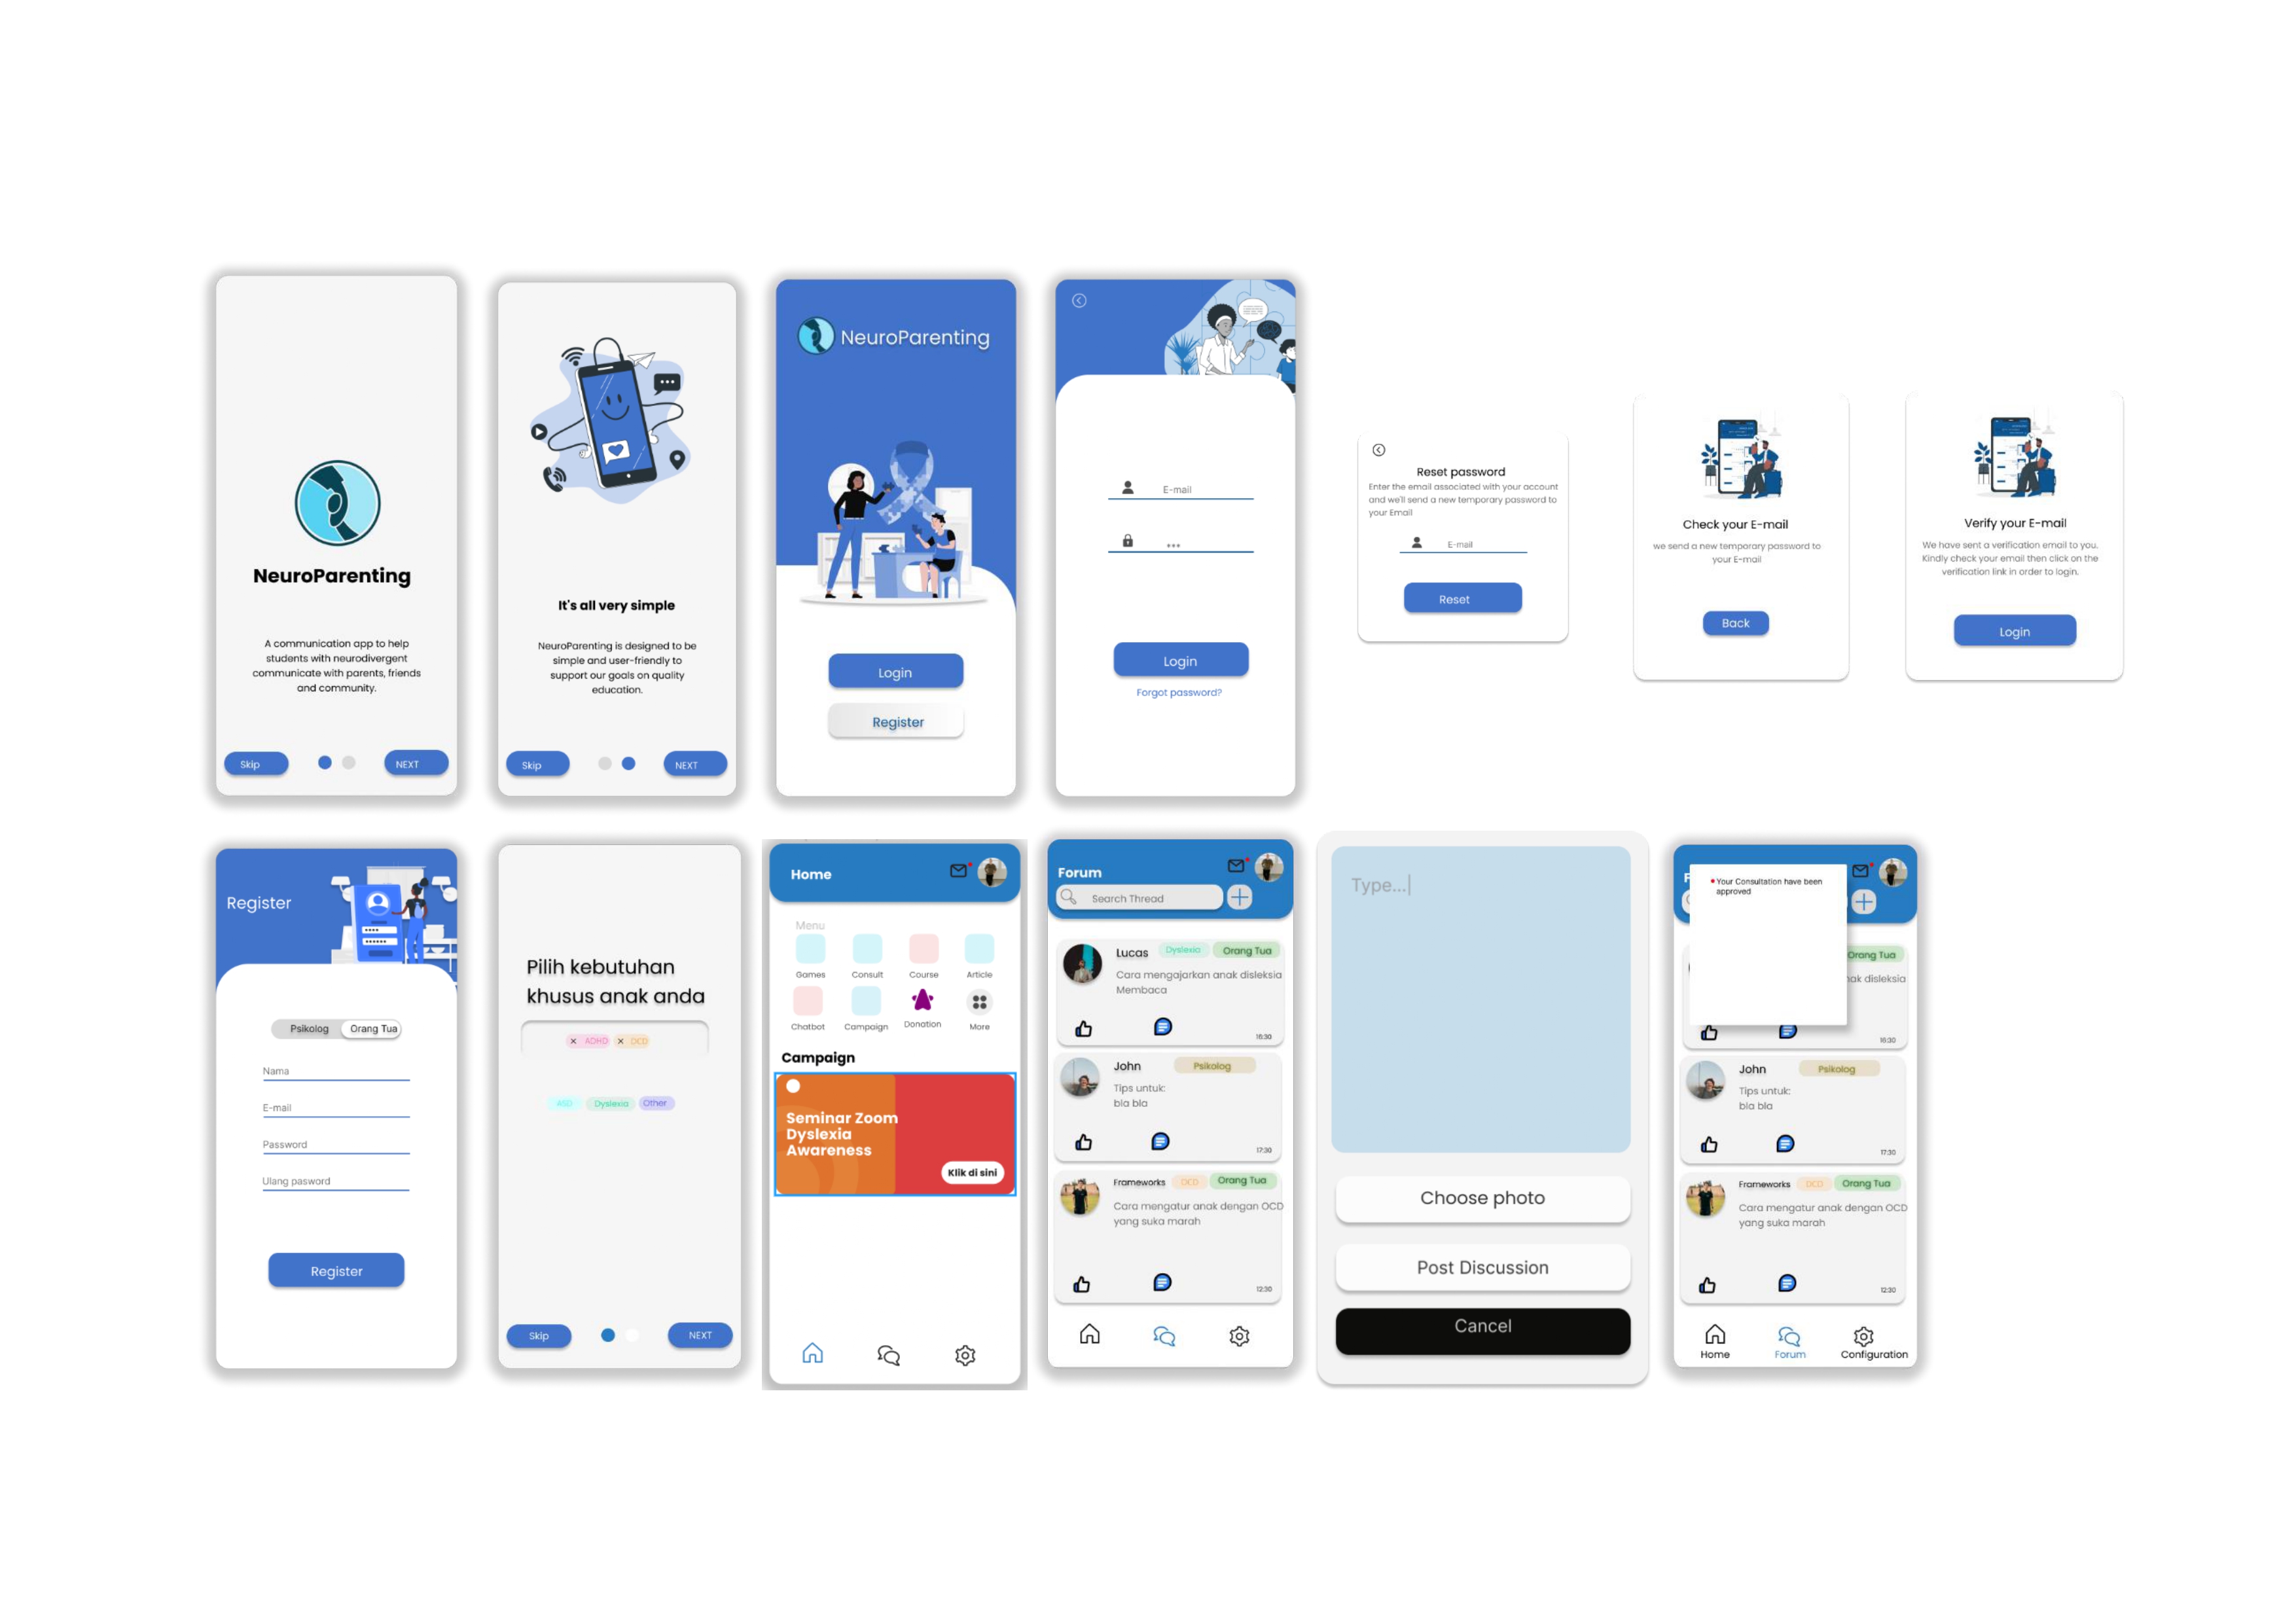 NeuroParenting
A communication app to help
students with neurodivergent
communicate with parents, friends
and community.
Skip
NEXT
It's all very simple
NeuroParenting is designed to be
simple and user-friendly to
support our goals on quality
education.
Skip
NEXT
NeuroParenting
Login
Register
E-mail
Login
Forgot password?
Reset password
Enter the email associated with your account
and we'll send a new temporary password to
your Email
E-mail
Reset
Check your E-mail
we send a new temporary password to
your E-mail
Back
Verify your E-mail
We have sent a verification email to you.
Kindly check your email then click on the
verification link in order to login.
Login
Register
Psikolog Orang Tua
Nama
E-mail
Password
Ulang pasword
Register
Pilih kebutuhan
khusus anak anda
× ADHD × DCD
ASD Dyslexia Other
Skip
NEXT
Home
Menu
Games Consult Course Article
Chatbot Campaign Donation More
Campaign
Seminar Zoom
Dyslexia
Awareness
Klik di sini
Forum
Search Thread
Lucas Dyslexia Orang Tua
Cara mengajarkan anak disleksia
Membaca
16:30
John Psikolog
Tips untuk:
bla bla
17:30
Frameworks OCD Orang Tua
Cara mengatur anak dengan OCD
yang suka marah
12:30
Type...|
Choose photo
Post Discussion
Cancel
F
Your Consultation have been
approved
Orang Tua
nak disleksia
16:30
John Psikolog
Tips untuk:
bla bla
17:30
Frameworks OCD Orang Tua
Cara mengatur anak dengan OCD
yang suka marah
12:30
Home Forum Configuration